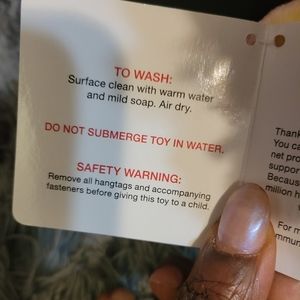 TO WASH:
Surface clean with warm water
and mild soap. Air dry.
DO NOT SUBMERGE TOY IN WATER.
SAFETY WARNING:
Remove all hangtags and accompanying
fasteners before giving this toy to a child.
Thank
You ca
net pro
suppor
Becaus
million h
For m
mmun